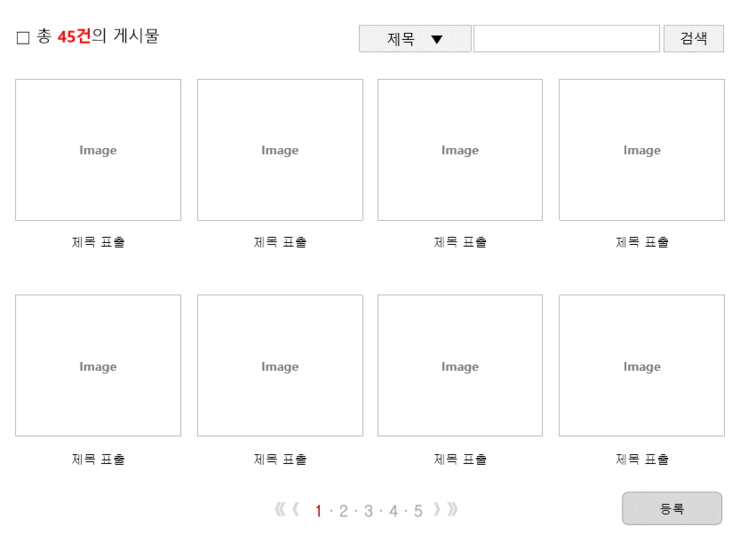 □ 총 45건의 게시물
제목 ▼ 검색
Image Image Image Image
제목 표출 제목 표출 제목 표출 제목 표출
Image Image Image Image
제목 표출 제목 표출 제목 표출 제목 표출
⟪ ⟨ 1 · 2 · 3 · 4 · 5 ⟩ ⟫
등록